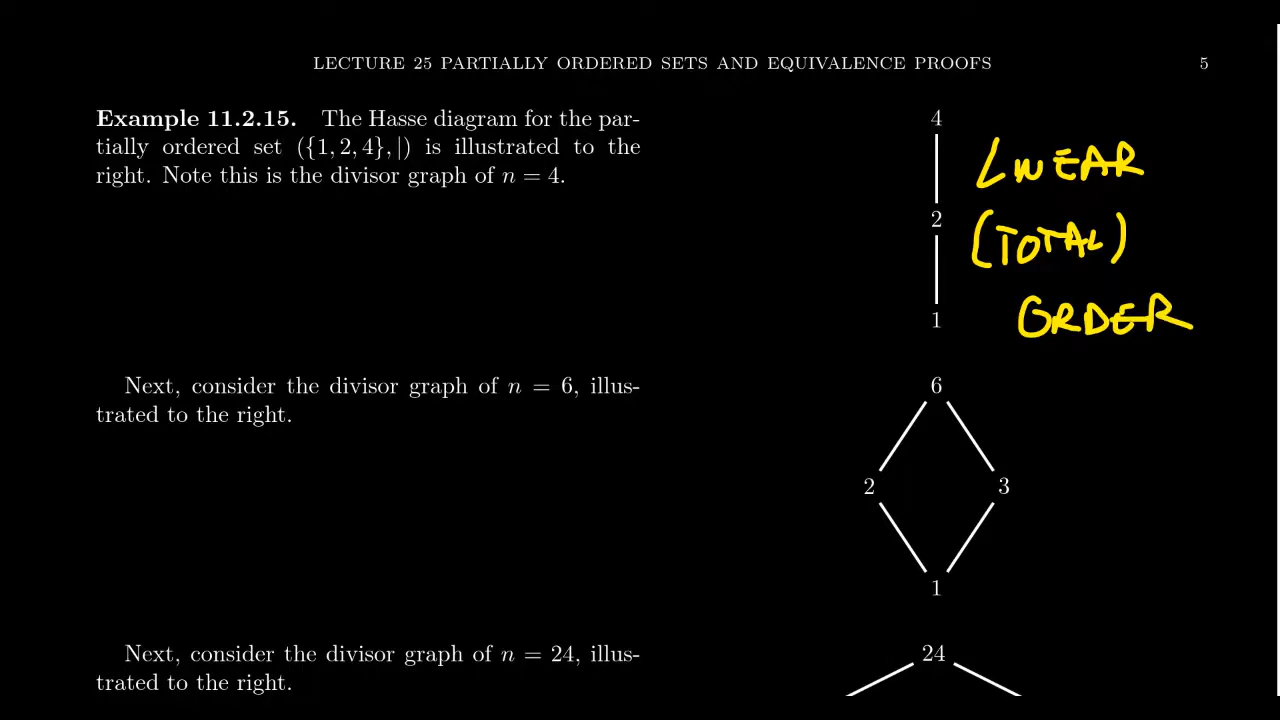 LECTURE 25 PARTIALLY ORDERED SETS AND EQUIVALENCE PROOFS 5
Example 11.2.15. The Hasse diagram for the par-
tially ordered set ({1, 2, 4}, |) is illustrated to the
right. Note this is the divisor graph of n = 4.
4
2
1
LINEAR
(TOTAL)
ORDER
Next, consider the divisor graph of n = 6, illus-
trated to the right.
6
2 3
1
Next, consider the divisor graph of n = 24, illus-
trated to the right.
24